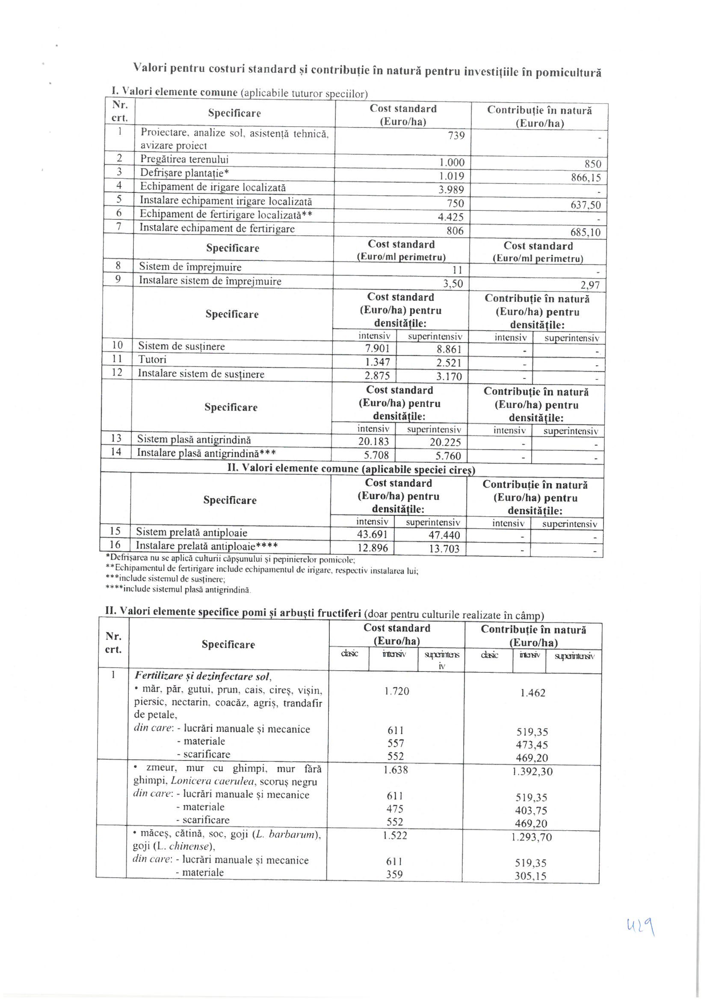 Valori pentru costuri standard și contribuție în natură pentru investițiile în pomicultură
I. Valori elemente comune (aplicabile tuturor speciilor)
Nr. crt. Specificare Cost standard (Euro/ha) Contribuție în natură (Euro/ha)
1 Proiectare, analize sol, asistență tehnică, 739 -
avizare proiect
2 Pregătirea terenului 1.000 850
3 Defrișare plantație* 1.019 866,15
4 Echipament de irigare localizată 3.989 -
5 Instalare echipament irigare localizată 750 637,50
6 Echipament de fertirigare localizată** 4.425 -
7 Instalare echipament de fertirigare 806 685,10
Specificare Cost standard (Euro/ml perimetru) Cost standard (Euro/ml perimetru)
8 Sistem de împrejmuire 11 -
9 Instalare sistem de împrejmuire 3,50 2,97
Specificare Cost standard (Euro/ha) pentru densitățile: Contribuție în natură (Euro/ha) pentru densitățile:
intensiv superintensiv intensiv superintensiv
10 Sistem de susținere 7.901 8.861 - -
11 Tutori 1.347 2.521 - -
12 Instalare sistem de susținere 2.875 3.170 - -
Specificare Cost standard (Euro/ha) pentru densitățile: Contribuție în natură (Euro/ha) pentru densitățile:
intensiv superintensiv intensiv superintensiv
13 Sistem plasă antigrindină 20.183 20.225 - -
14 Instalare plasă antigrindină*** 5.708 5.760 - -
II. Valori elemente comune (aplicabile speciei cireș)
Specificare Cost standard (Euro/ha) pentru densitățile: Contribuție în natură (Euro/ha) pentru densitățile:
intensiv superintensiv intensiv superintensiv
15 Sistem prelată antiploaie 43.691 47.440 - -
16 Instalare prelată antiploaie**** 12.896 13.703 - -
*Defrișarea nu se aplică culturii căpșunului și pepinierelor pomicole;
**Echipamentul de fertirigare include echipamentul de irigare, respectiv instalarea lui;
***include sistemul de susținere;
****include sistemul plasă antigrindină.
II. Valori elemente specifice pomi și arbuști fructiferi (doar pentru culturile realizate în câmp)
Nr. crt. Specificare Cost standard (Euro/ha) Contribuție în natură (Euro/ha)
clasic intensiv superintens iv clasic intensiv superintensiv
1 Fertilizare și dezinfectare sol,
• măr, păr, gutui, prun, cais, cireș, vișin, 1.720 1.462
piersic, nectarin, coacăz, agriș, trandafir
de petale,
din care: - lucrări manuale și mecanice 611 519,35
- materiale 557 473,45
- scarificare 552 469,20
• zmeur, mur cu ghimpi, mur fără 1.638 1.392,30
ghimpi, Lonicera caerulea, scoruș negru
din care: - lucrări manuale și mecanice 611 519,35
- materiale 475 403,75
- scarificare 552 469,20
• măceș, cătină, soc, goji (L. barbarum), 1.522 1.293,70
goji (L. chinense),
din care: - lucrări manuale și mecanice 611 519,35
- materiale 359 305,15
429